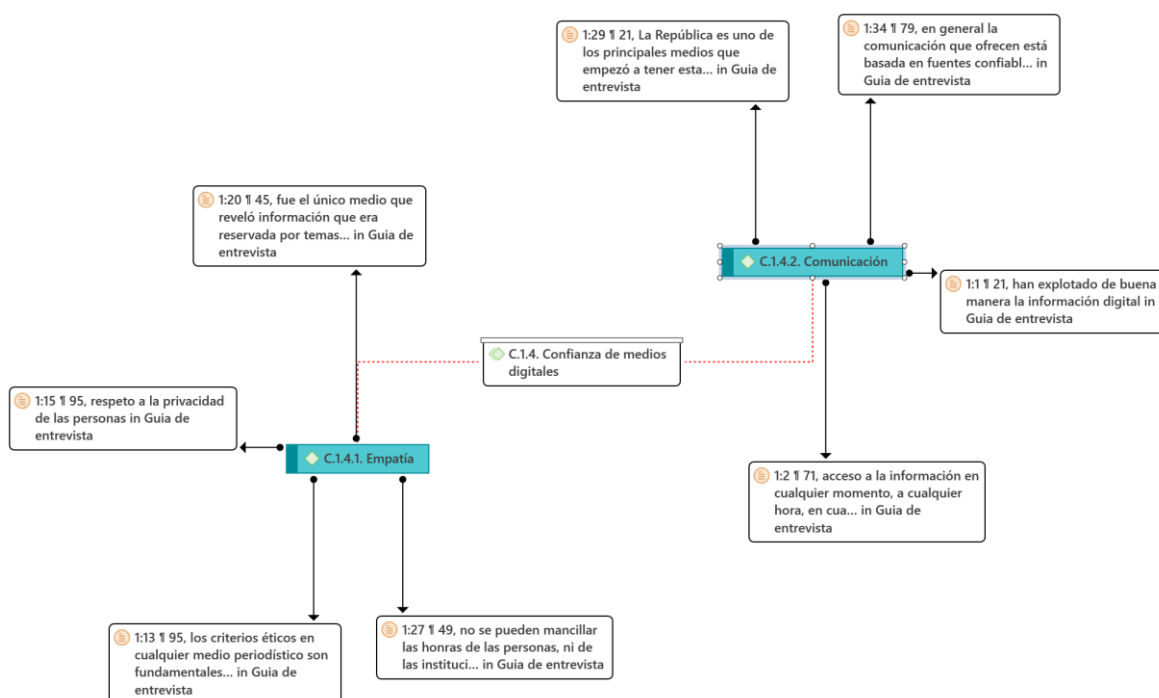 1:29 ¶ 21, La República es uno de
los principales medios que
empezó a tener esta... in Guia de
entrevista
1:34 ¶ 79, en general la
comunicación que ofrecen está
basada en fuentes confiabl... in
Guia de entrevista
1:20 ¶ 45, fue el único medio que
reveló información que era
reservada por temas... in Guia de
entrevista
C.1.4.2. Comunicación
1:1 ¶ 21, han explotado de buena
manera la información digital in
Guia de entrevista
C.1.4. Confianza de medios
digitales
1:15 ¶ 95, respeto a la privacidad
de las personas in Guia de
entrevista
C.1.4.1. Empatía
1:2 ¶ 71, acceso a la información en
cualquier momento, a cualquier
hora, en cua... in Guia de
entrevista
1:13 ¶ 95, los criterios éticos en
cualquier medio periodístico son
fundamentales... in Guia de
entrevista
1:27 ¶ 49, no se pueden mancillar
las honras de las personas, ni de
las instituci... in Guia de entrevista